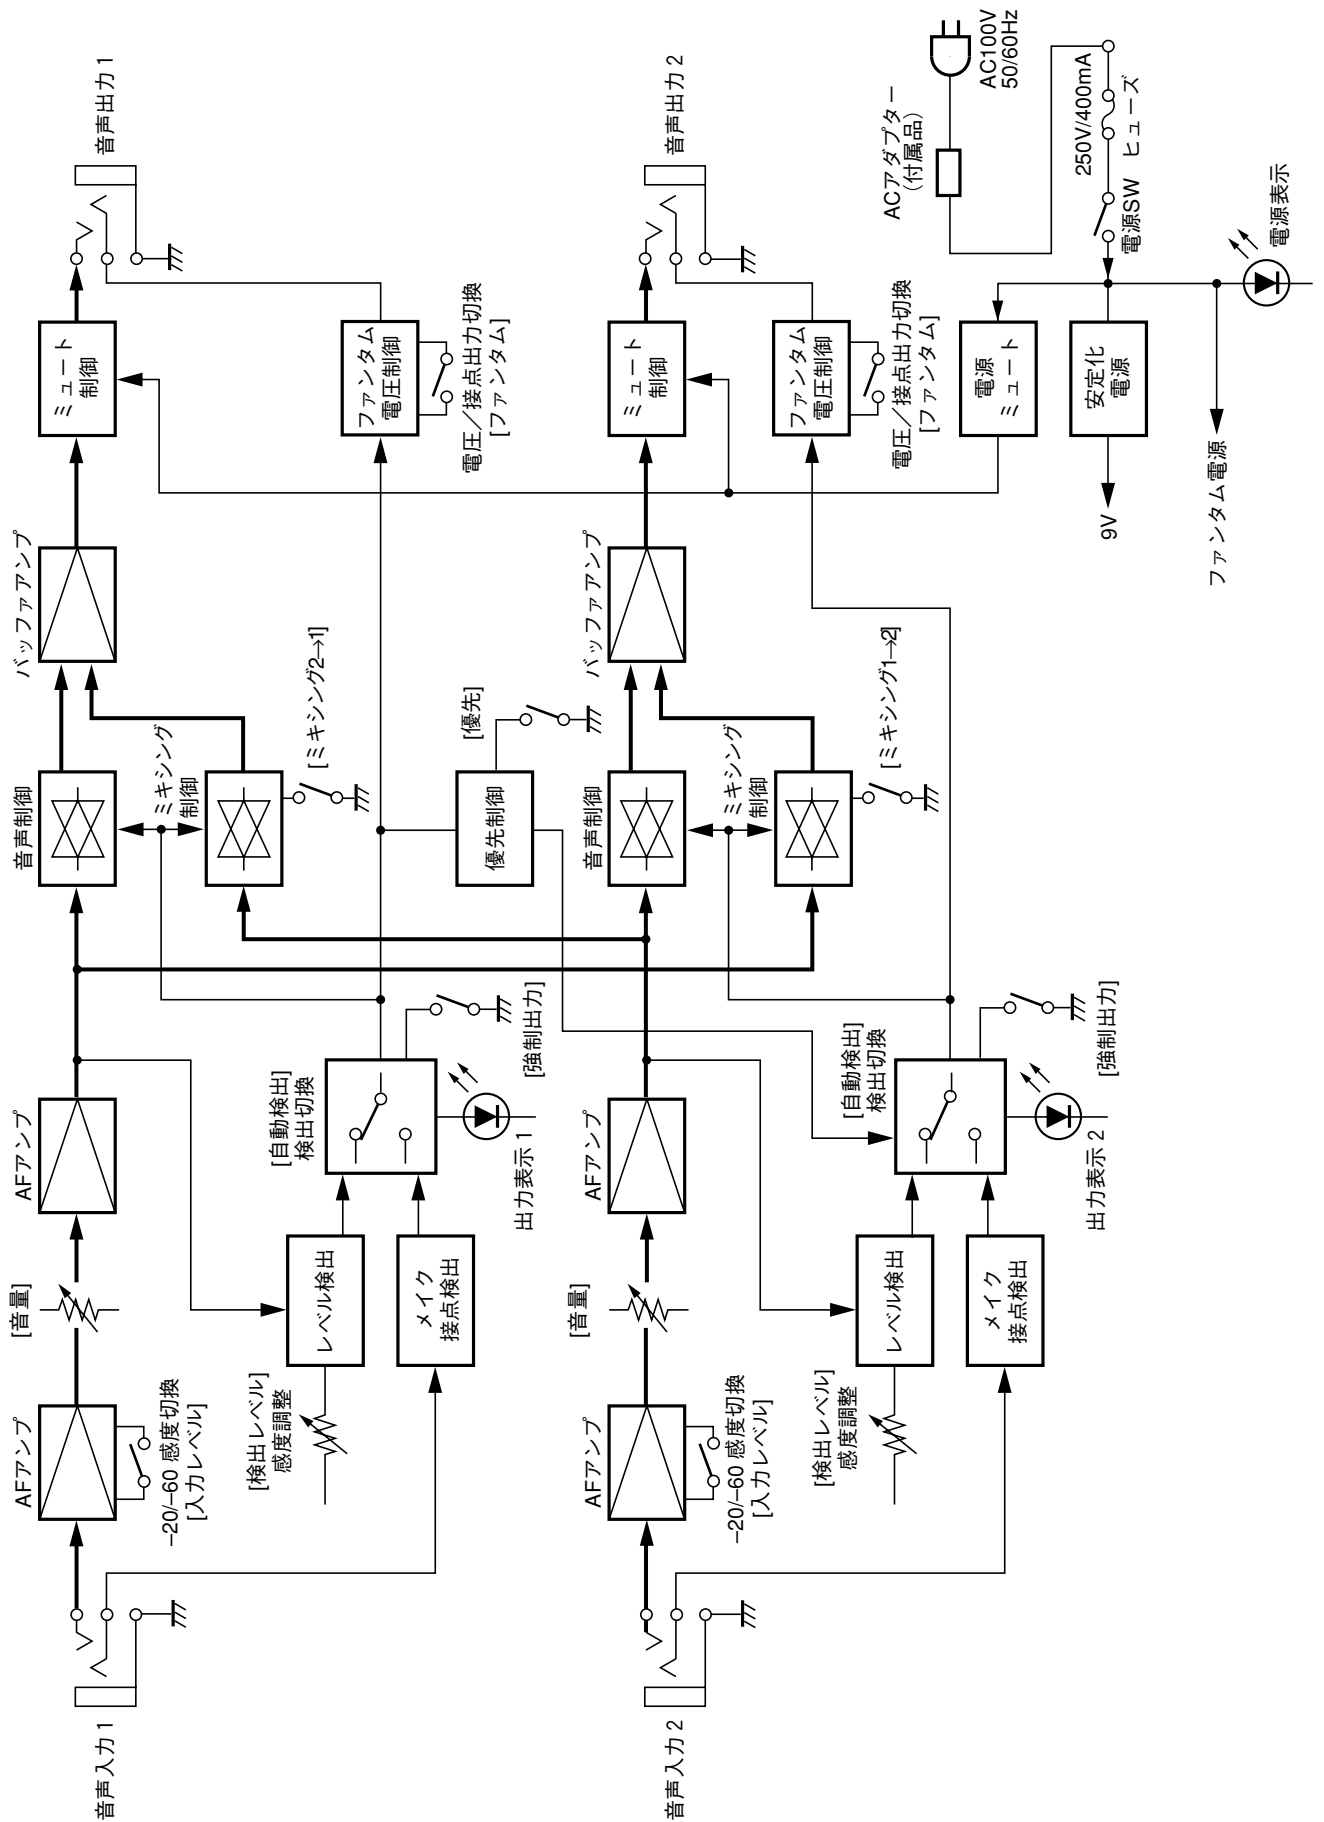 音声入力 1
AFアンプ
–20/–60 感度切換
[入力レベル]
[音量]
AFアンプ
[検出レベル]
感度調整
レベル検出
メイク
接点検出
[自動検出]
検出切換
出力表示 1
[強制出力]
音声制御
ミキシング
制御
[ミキシング2→1]
バッファアンプ
ミュート
制御
音声出力 1
ファンタム
電圧制御
電圧／接点出力切換
[ファンタム]
優先制御
[優先]
音声入力 2
AFアンプ
–20/–60 感度切換
[入力レベル]
[音量]
AFアンプ
[検出レベル]
感度調整
レベル検出
メイク
接点検出
[自動検出]
検出切換
出力表示 2
[強制出力]
音声制御
ミキシング
制御
[ミキシング1→2]
バッファアンプ
ミュート
制御
音声出力 2
ファンタム
電圧制御
電圧／接点出力切換
[ファンタム]
電源
ミュート
安定化
電源
9V
ファンタム電源
ACアダプター
(付属品)
AC100V
50/60Hz
250V/400mA
ヒューズ
電源SW
電源表示